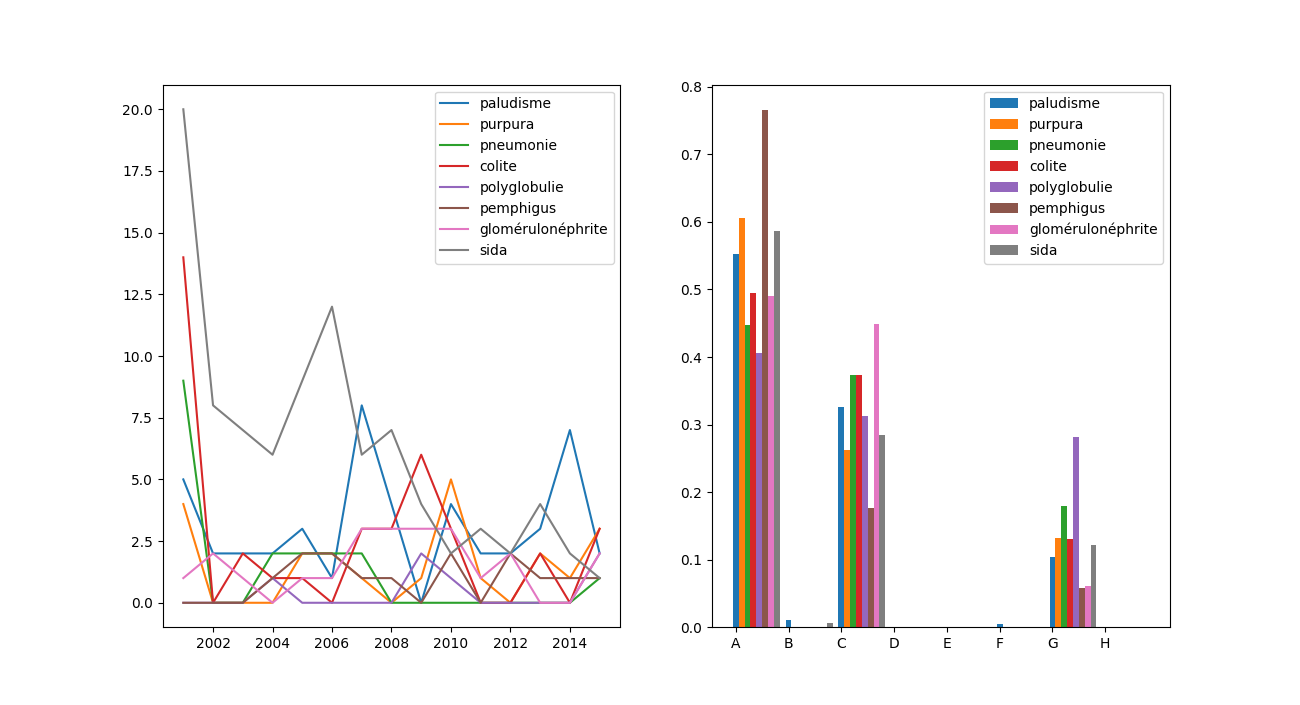 20.0
17.5
15.0
12.5
10.0
7.5
5.0
2.5
0.0
2002 2004 2006 2008 2010 2012 2014
paludisme
purpura
pneumonie
colite
polyglobulie
pemphigus
glomérulonéphrite
sida
0.8
0.7
0.6
0.5
0.4
0.3
0.2
0.1
0.0
A B C D E F G H
paludisme
purpura
pneumonie
colite
polyglobulie
pemphigus
glomérulonéphrite
sida